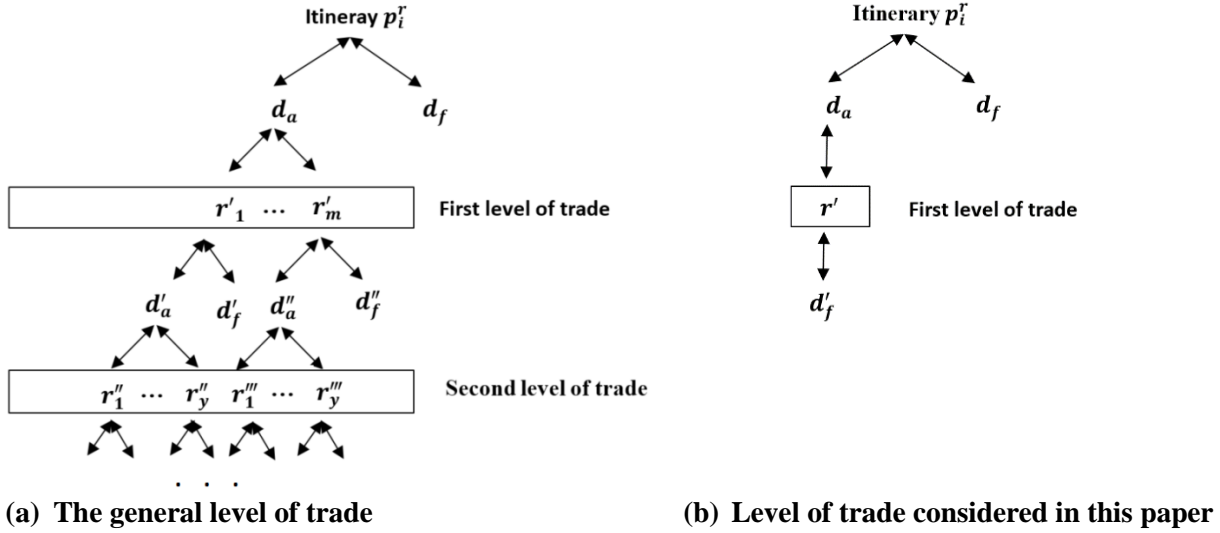 Itineray p_i^r
d_a d_f
r'_1 ... r'_m First level of trade
d'_a d'_f d''_a d''_f
r''_1 ... r''_y r'''_1 ... r'''_y Second level of trade
. . .
(a) The general level of trade
Itinerary p_i^r
d_a d_f
r' First level of trade
d'_f
(b) Level of trade considered in this paper